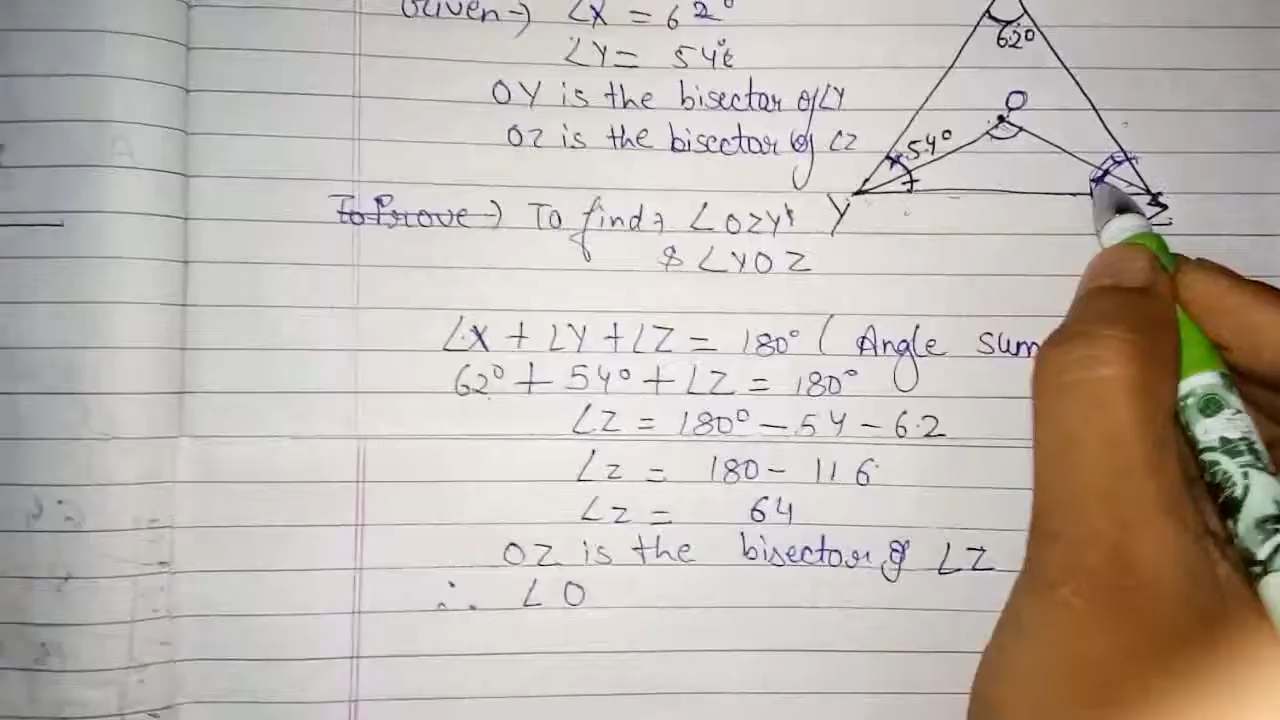 Given → ∠X = 62°
∠Y = 54°
OY is the bisector of ∠Y
OZ is the bisector of ∠Z
To Prove → To find → ∠OZY
& ∠YOZ
62°
O
54°
Y
Z
∠X + ∠Y + ∠Z = 180° ( Angle sum
62° + 54° + ∠Z = 180°
∠Z = 180° - 54 - 62
∠Z = 180 - 116
∠Z = 64
OZ is the bisector of ∠Z
∴ ∠O